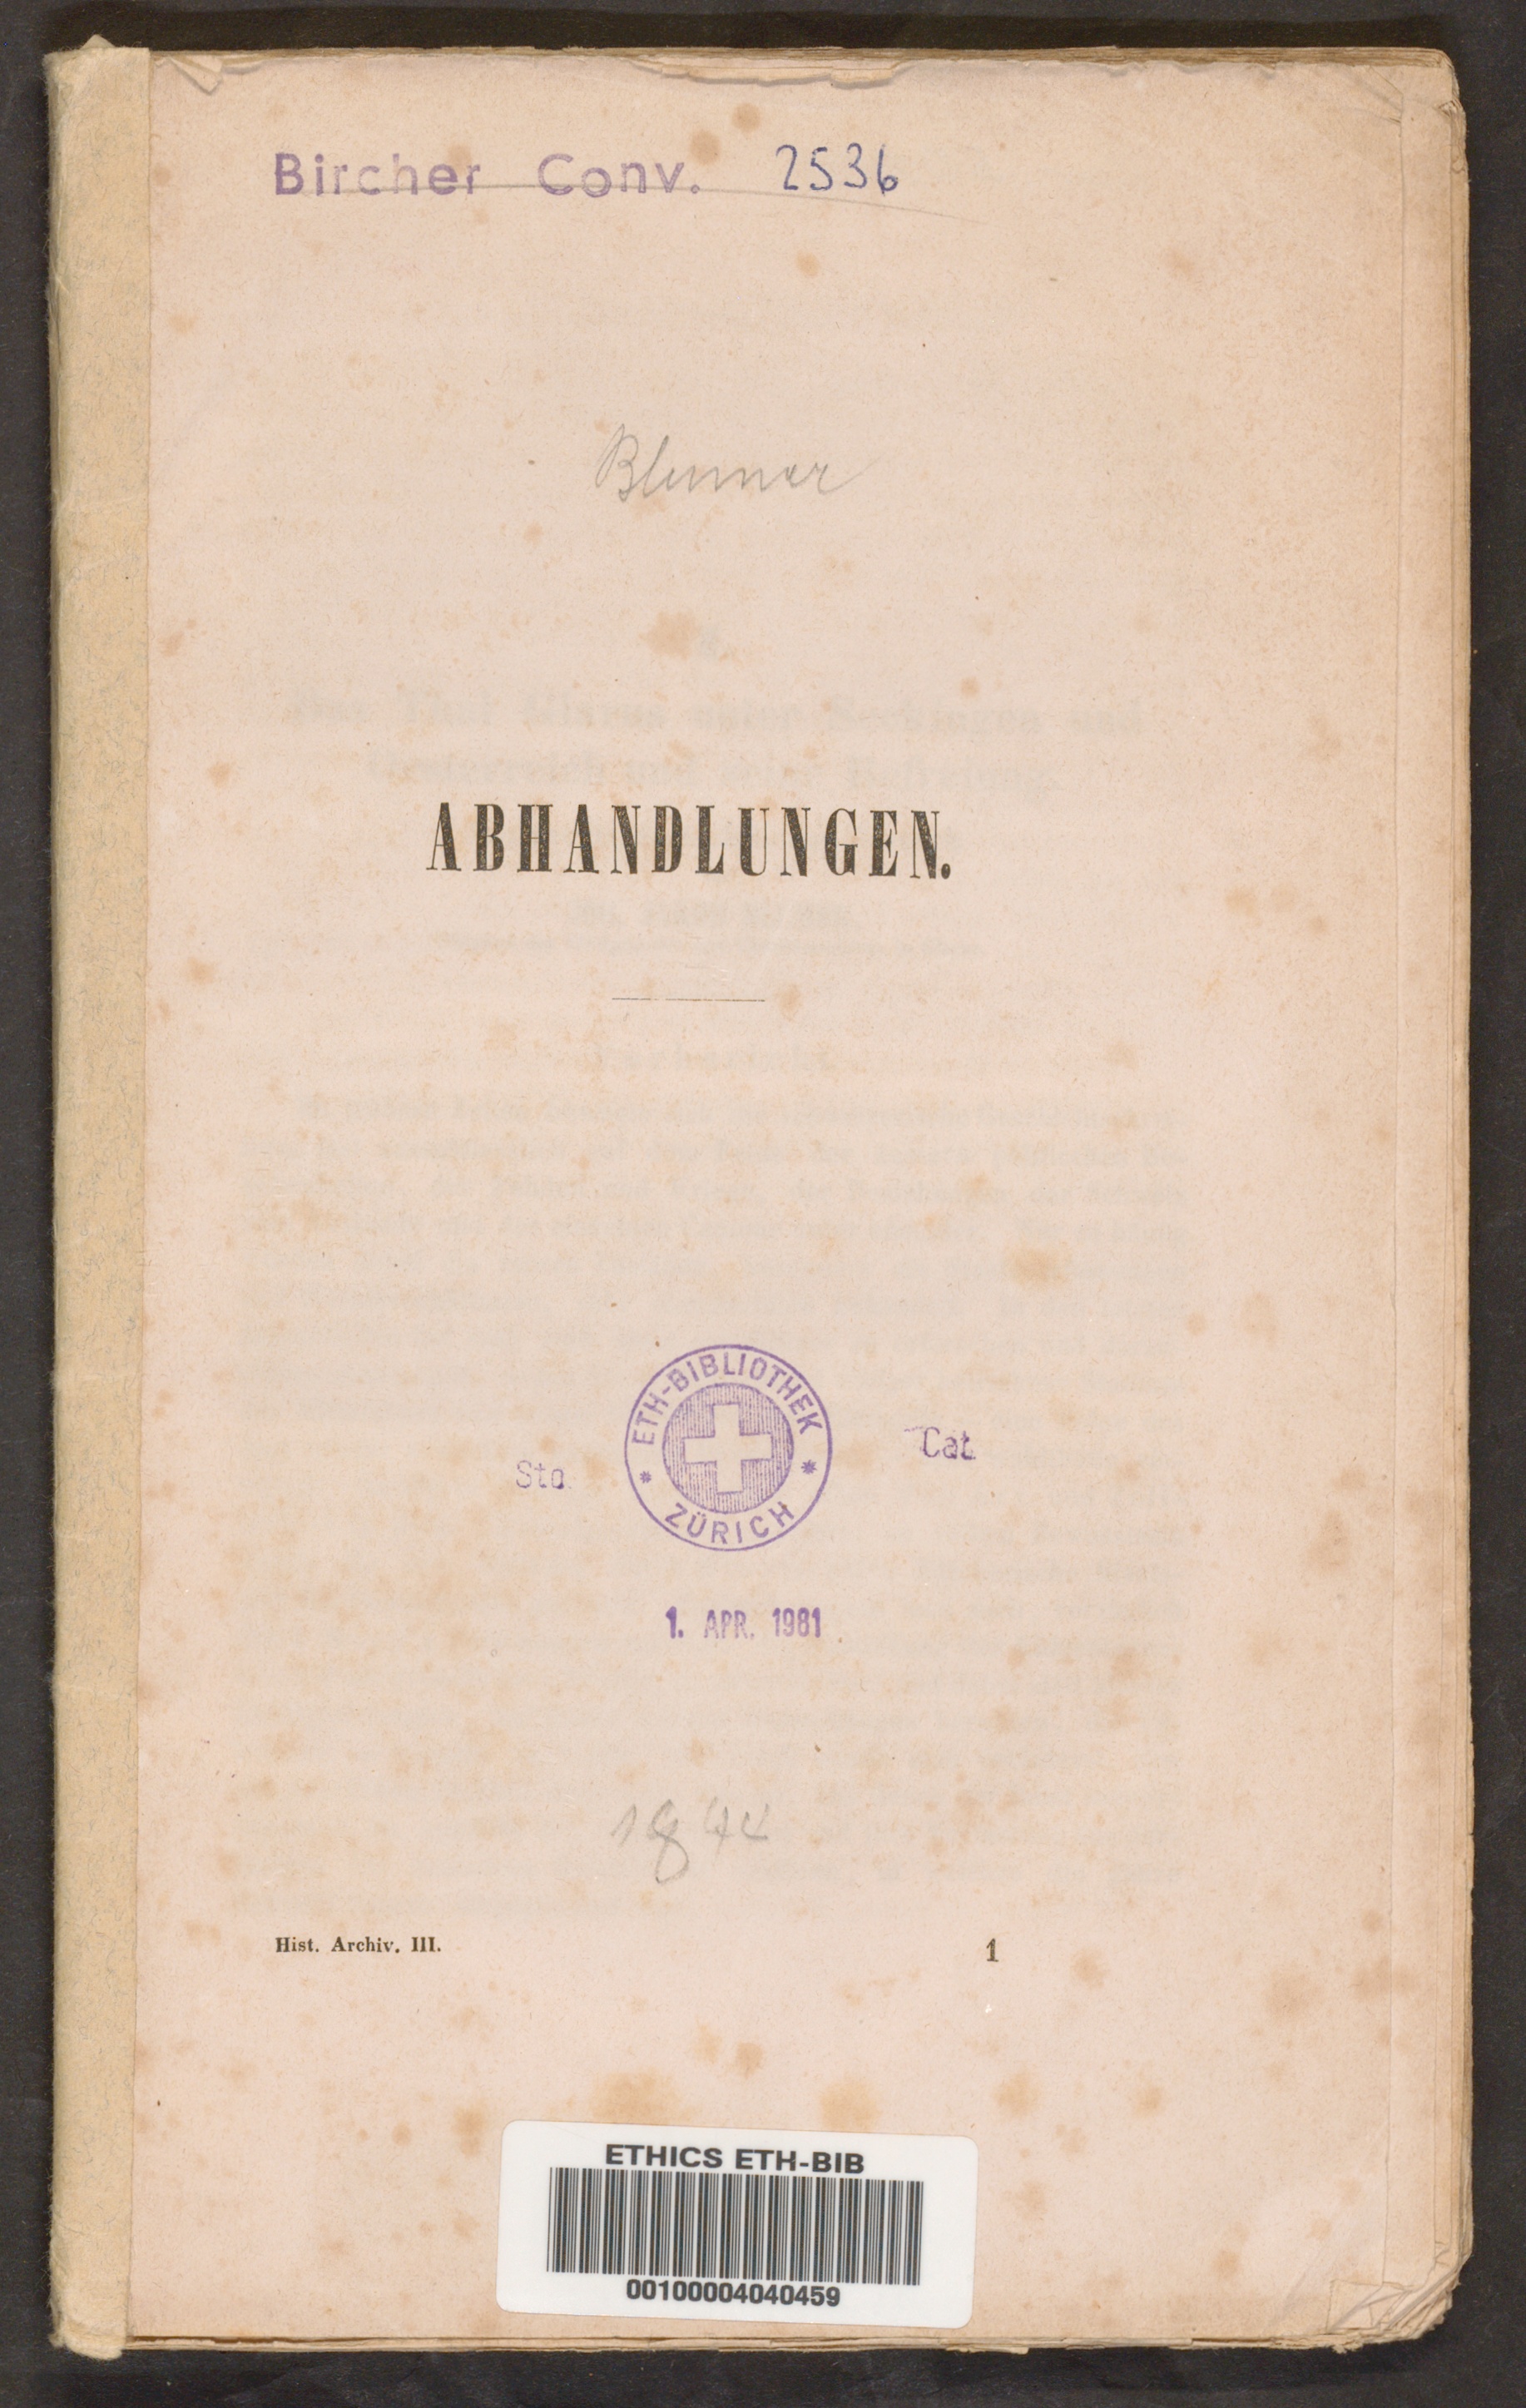 Bircher Conv. 2536
Blumer
ABHANDLUNGEN.
ETH-BIBLIOTHEK
* ZÜRICH *
Cat
1. APR. 1981
1844
Hist. Archiv. III. 1
ETHICS ETH-BIB
00100004040459